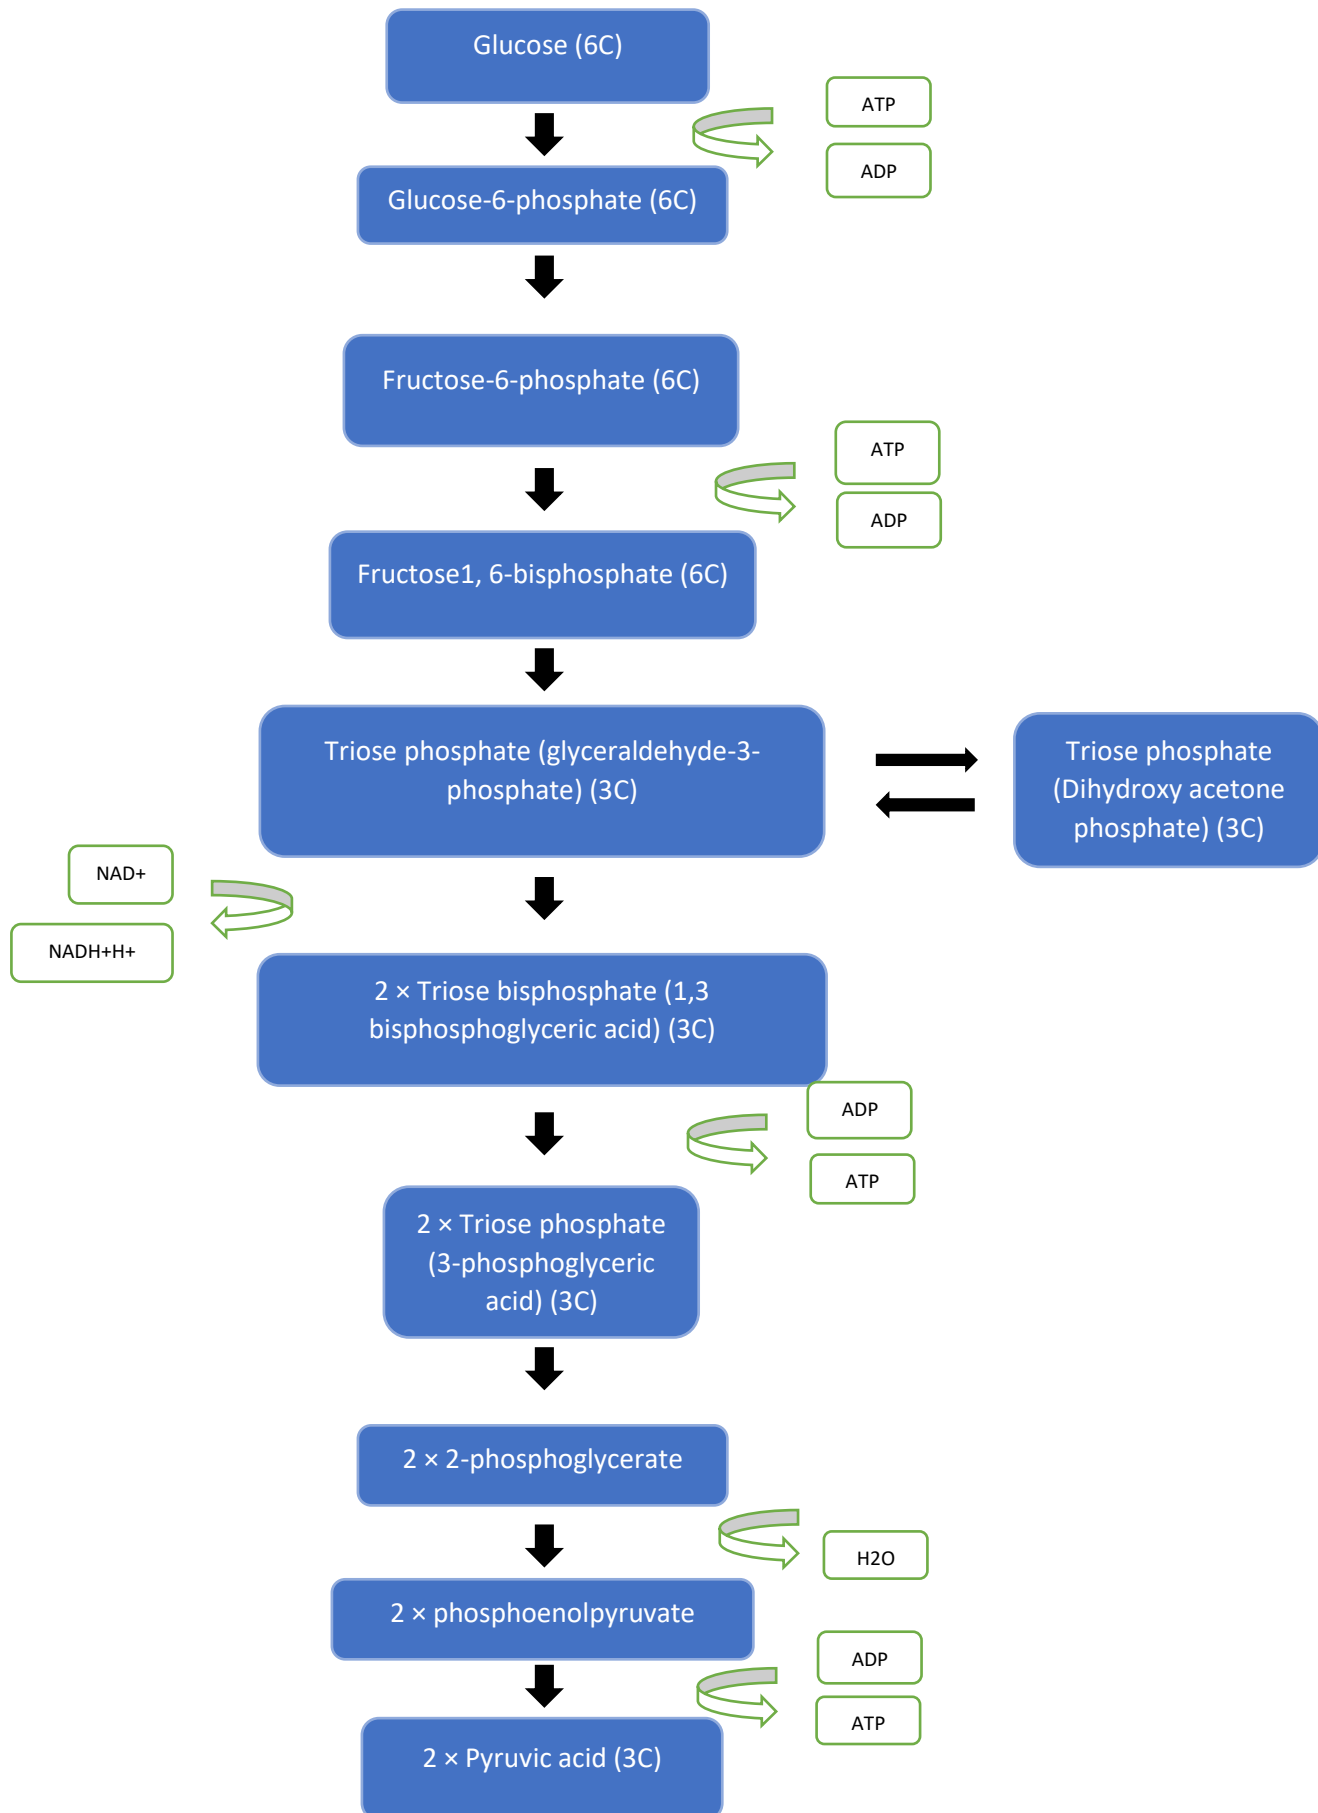 Glucose (6C)
ATP
ADP
Glucose-6-phosphate (6C)
Fructose-6-phosphate (6C)
ATP
ADP
Fructose1, 6-bisphosphate (6C)
Triose phosphate (glyceraldehyde-3-
phosphate) (3C)
Triose phosphate
(Dihydroxy acetone
phosphate) (3C)
NAD+
NADH+H+
2 × Triose bisphosphate (1,3
bisphosphoglyceric acid) (3C)
ADP
ATP
2 × Triose phosphate
(3-phosphoglyceric
acid) (3C)
2 × 2-phosphoglycerate
H2O
2 × phosphoenolpyruvate
ADP
ATP
2 × Pyruvic acid (3C)